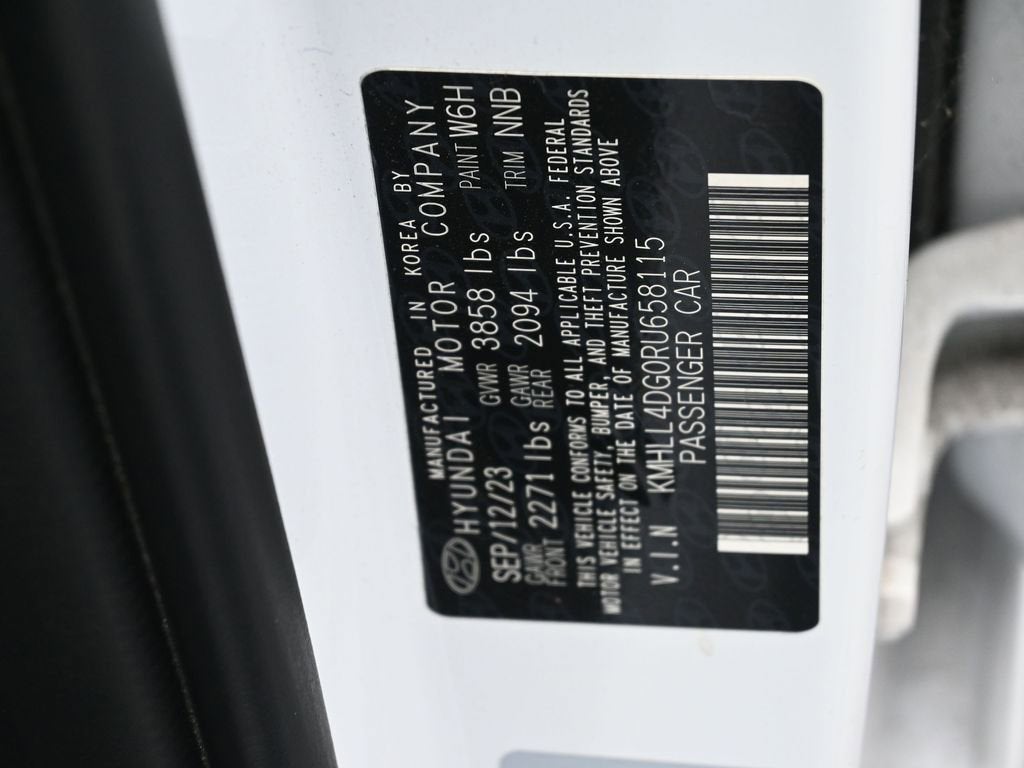 MANUFACTURED IN KOREA BY
HYUNDAI MOTOR COMPANY
SEP/12/23 GVWR 3858 lbs PAINT W6H
GAWR FRONT 2271 lbs GAWR REAR 2094 lbs TRIM NNB
THIS VEHICLE CONFORMS TO ALL APPLICABLE U.S.A. FEDERAL
MOTOR VEHICLE SAFETY, BUMPER, AND THEFT PREVENTION STANDARDS
IN EFFECT ON THE DATE OF MANUFACTURE SHOWN ABOVE
V.I.N KMHLL4DG0RU658115
PASSENGER CAR